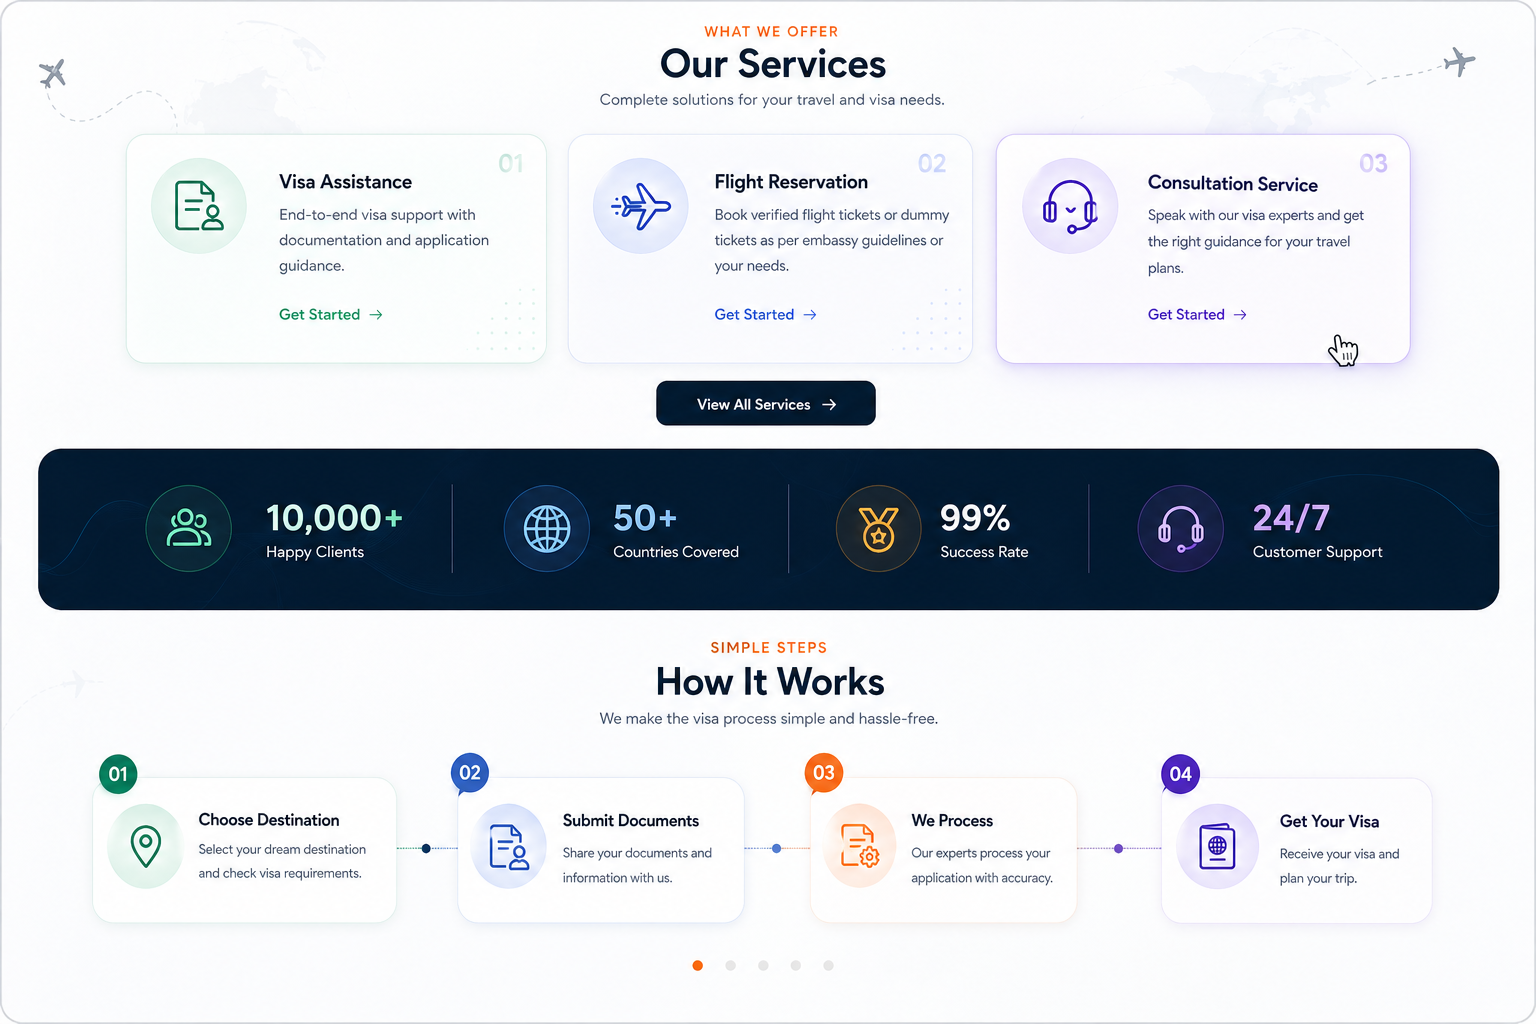 WHAT WE OFFER
Our Services
Complete solutions for your travel and visa needs.
01
Visa Assistance
End-to-end visa support with
documentation and application
guidance.
Get Started →
02
Flight Reservation
Book verified flight tickets or dummy
tickets as per embassy guidelines or
your needs.
Get Started →
03
Consultation Service
Speak with our visa experts and get
the right guidance for your travel
plans.
Get Started →
View All Services →
10,000+
Happy Clients
50+
Countries Covered
99%
Success Rate
24/7
Customer Support
SIMPLE STEPS
How It Works
We make the visa process simple and hassle-free.
01
Choose Destination
Select your dream destination
and check visa requirements.
02
Submit Documents
Share your documents and
information with us.
03
We Process
Our experts process your
application with accuracy.
04
Get Your Visa
Receive your visa and
plan your trip.